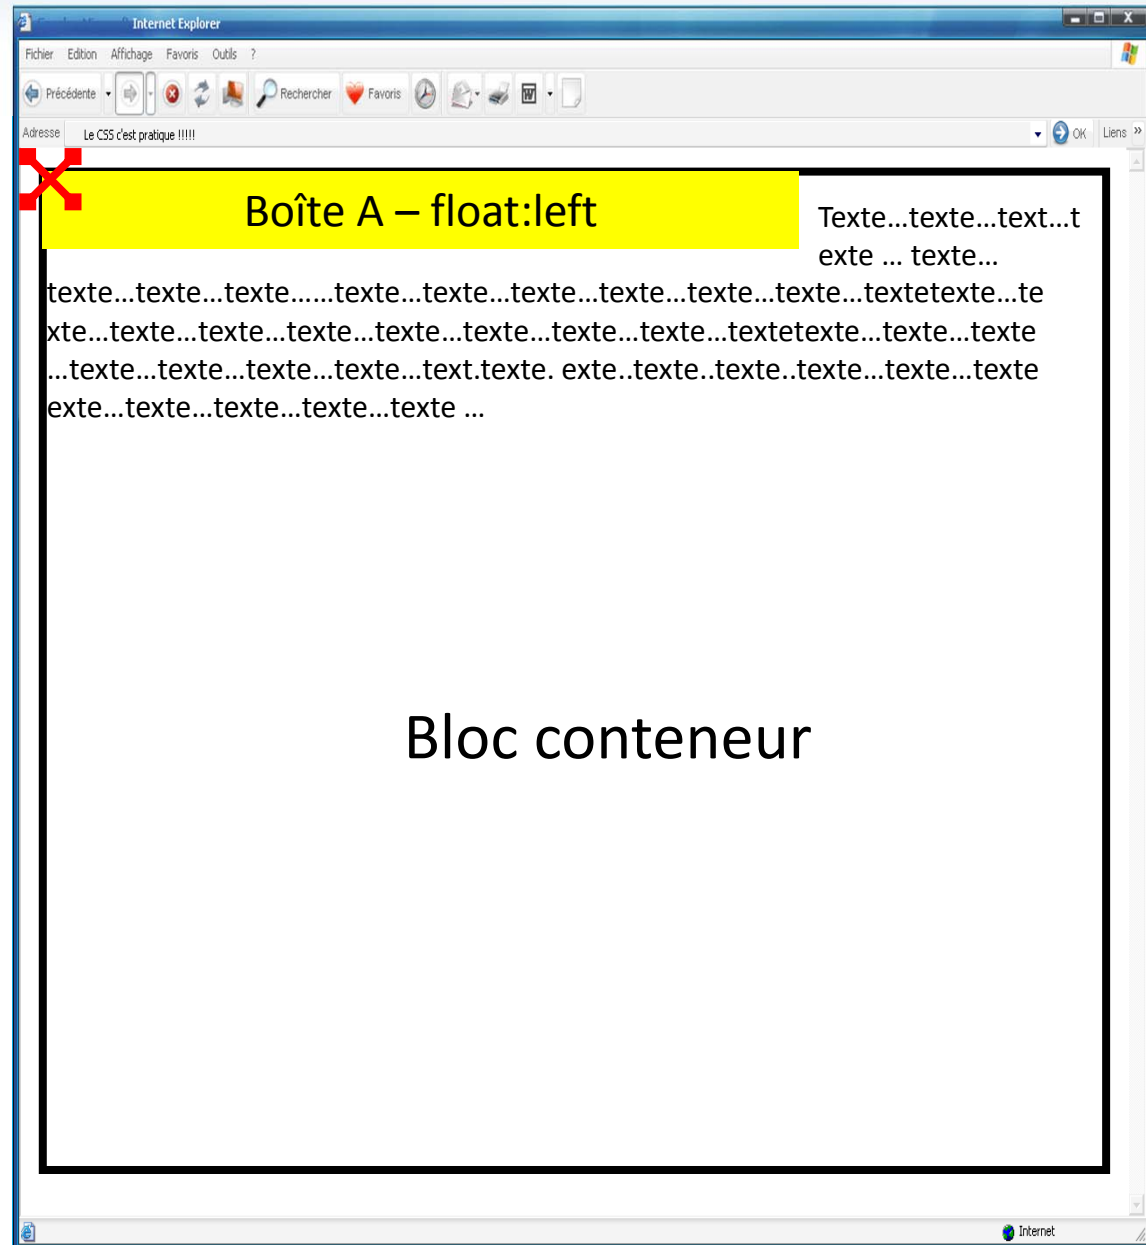 Internet Explorer
Fichier Edition Affichage Favoris Outils ?
Précédente Rechercher Favoris
Adresse Le CSS c'est pratique !!!!! OK Liens »
Boîte A – float:left
Texte...texte...text...t
exte ... texte...
texte...texte...texte......texte...texte...texte...texte...texte...texte...textetexte...te
xte...texte...texte...texte...texte...texte...texte...texte...textetexte...texte...texte
...texte...texte...texte...texte...text.texte. exte..texte..texte..texte...texte...texte
exte...texte...texte...texte...texte ...
Bloc conteneur
Internet